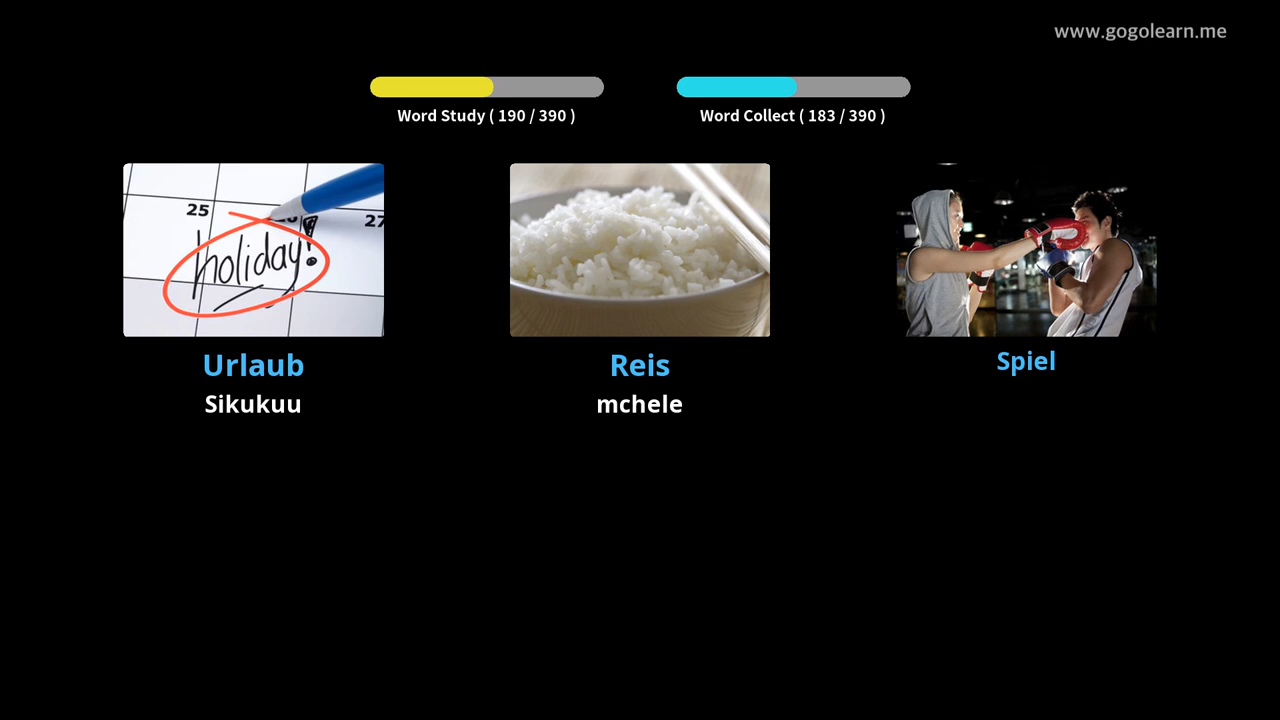 www.gogolearn.me
Word Study ( 190 / 390 )
Word Collect ( 183 / 390 )
25
27
holiday!
Urlaub
Sikukuu
Reis
mchele
Spiel